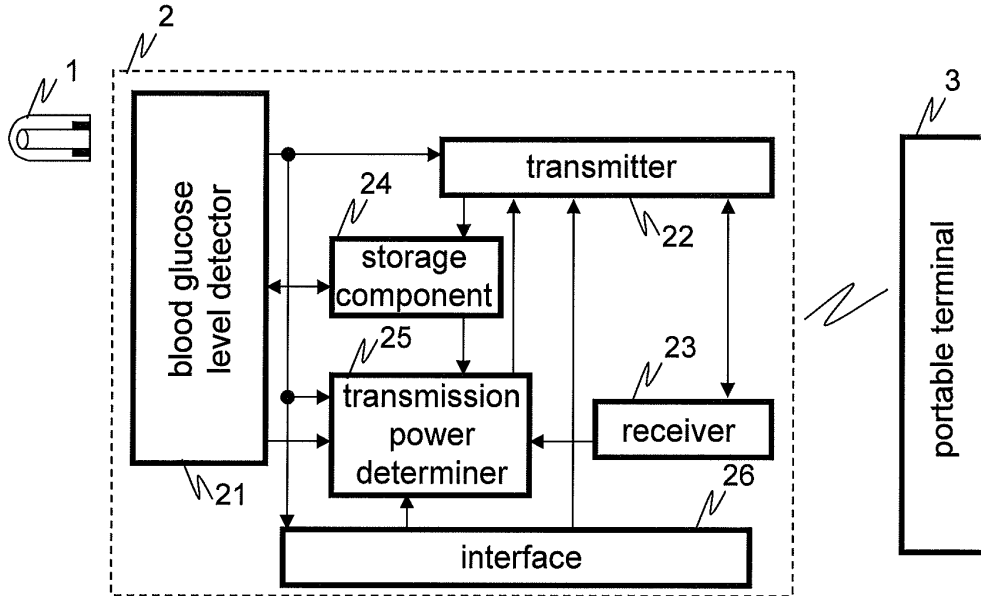 1
2
3
blood glucose
level detector
21
transmitter
22
24
storage
component
25
transmission
power
determiner
23
receiver
26
interface
portable terminal